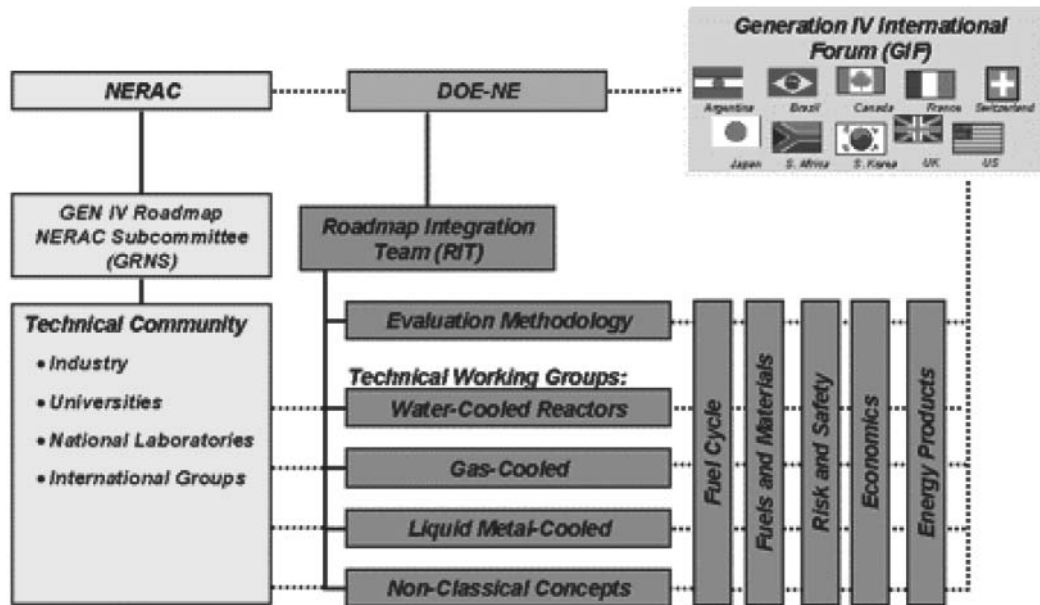 Generation IV International
Forum (GIF)
Argentina Brazil Canada France Switzerland
Japan S. Africa S. Korea UK US
NERAC
DOE-NE
GEN IV Roadmap
NERAC Subcommittee
(GRNS)
Roadmap Integration
Team (RIT)
Technical Community
• Industry
• Universities
• National Laboratories
• International Groups
Evaluation Methodology
Technical Working Groups:
Water-Cooled Reactors
Gas-Cooled
Liquid Metal-Cooled
Non-Classical Concepts
Fuel Cycle
Fuels and Materials
Risk and Safety
Economics
Energy Products